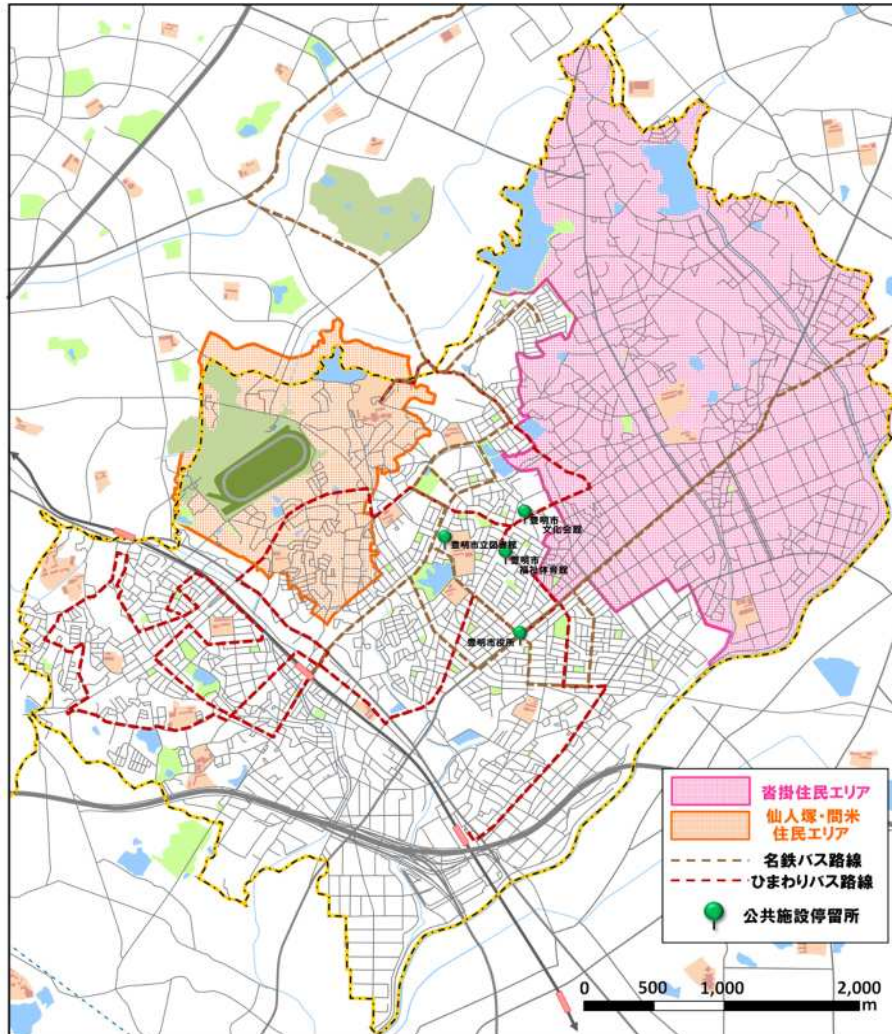 豊明市
文化会館
豊明市立図書館
豊明市
福祉体育館
豊明市役所
沓掛住民エリア
仙人塚・間米
住民エリア
名鉄バス路線
ひまわりバス路線
公共施設停留所
0 500 1,000 2,000
m